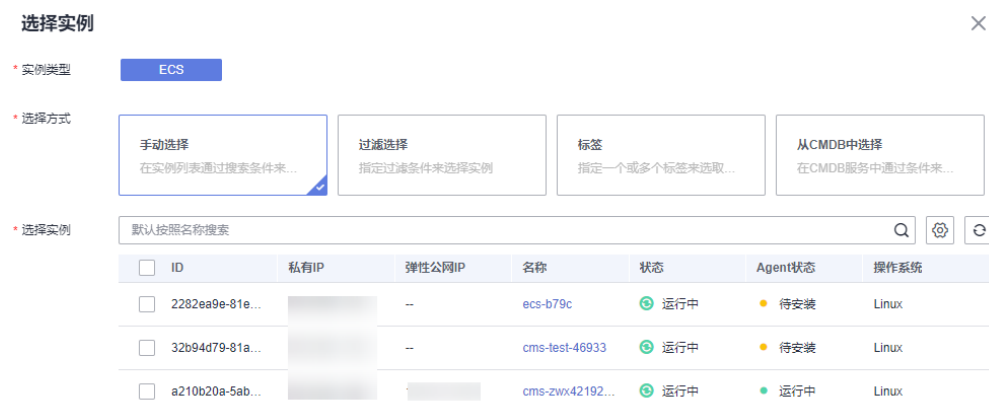 选择实例
* 实例类型 ECS
* 选择方式
手动选择 过滤选择 标签 从CMDB中选择
在实例列表通过搜索条件来... 指定过滤条件来选择实例 指定一个或多个标签来选取... 在CMDB服务中通过条件来...
* 选择实例 默认按照名称搜索
ID 私有IP 弹性公网IP 名称 状态 Agent状态 操作系统
2282ea9e-81e... -- ecs-b79c 运行中 待安装 Linux
32b94d79-81a... -- cms-test-46933 运行中 待安装 Linux
a210b20a-5ab... cms-zwx42192... 运行中 运行中 Linux